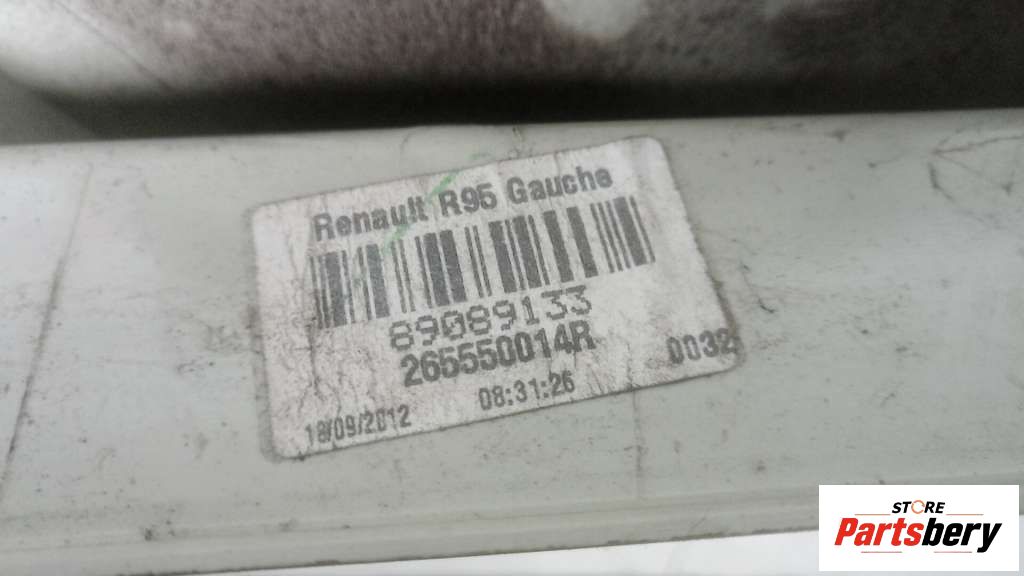 Renault R95 Gauche
89089133
265550014R
0032
18/09/2012 08:31:26
STORE
Partsbery